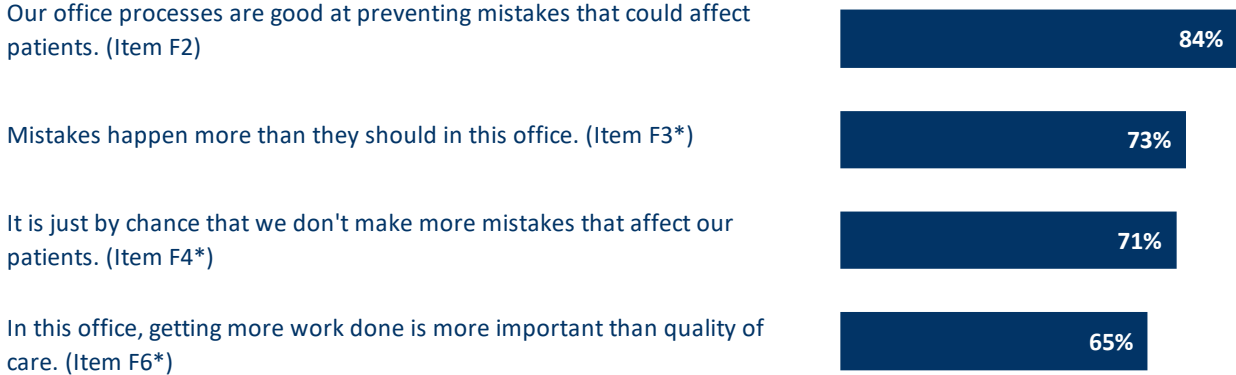 Our office processes are good at preventing mistakes that could affect
patients. (Item F2)
84%
Mistakes happen more than they should in this office. (Item F3*)
73%
It is just by chance that we don't make more mistakes that affect our
patients. (Item F4*)
71%
In this office, getting more work done is more important than quality of
care. (Item F6*)
65%